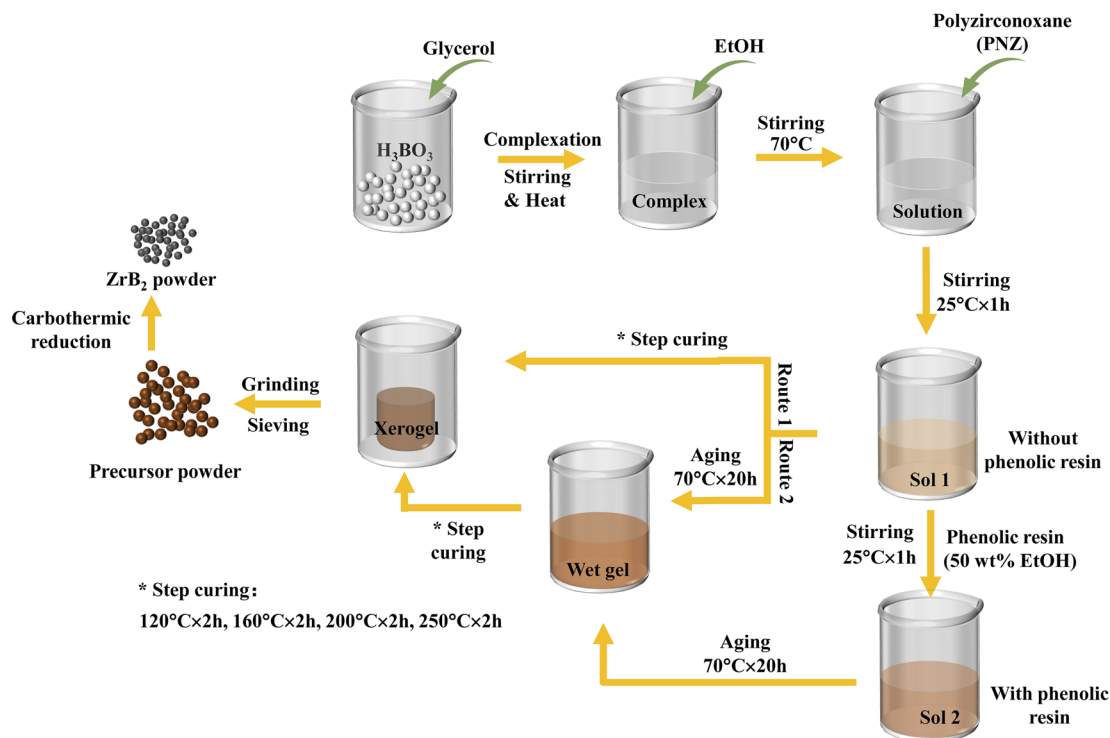 Glycerol
EtOH
Polyzirconoxane
(PNZ)
H₃BO₃
Complexation
Stirring
& Heat
Complex
Stirring
70°C
Solution
Stirring
25°C×1h
ZrB₂ powder
Carbothermic
reduction
Precursor powder
Grinding
Sieving
Xerogel
* Step curing
Route 1
Route 2
Aging
70°C×20h
Sol 1
Without
phenolic resin
* Step
curing
Wet gel
Stirring
25°C×1h
Phenolic resin
(50 wt% EtOH)
* Step curing：
120°C×2h, 160°C×2h, 200°C×2h, 250°C×2h
Aging
70°C×20h
Sol 2
With phenolic
resin